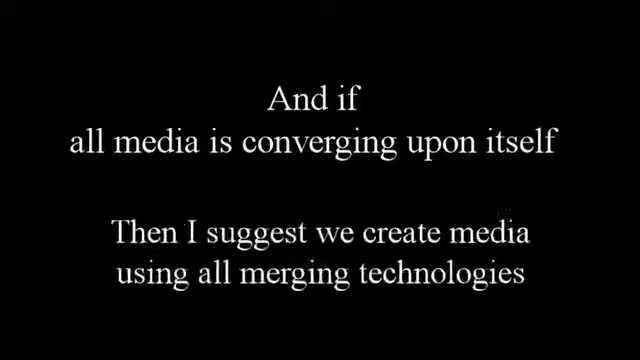 And if
all media is converging upon itself
Then I suggest we create media
using all merging technologies